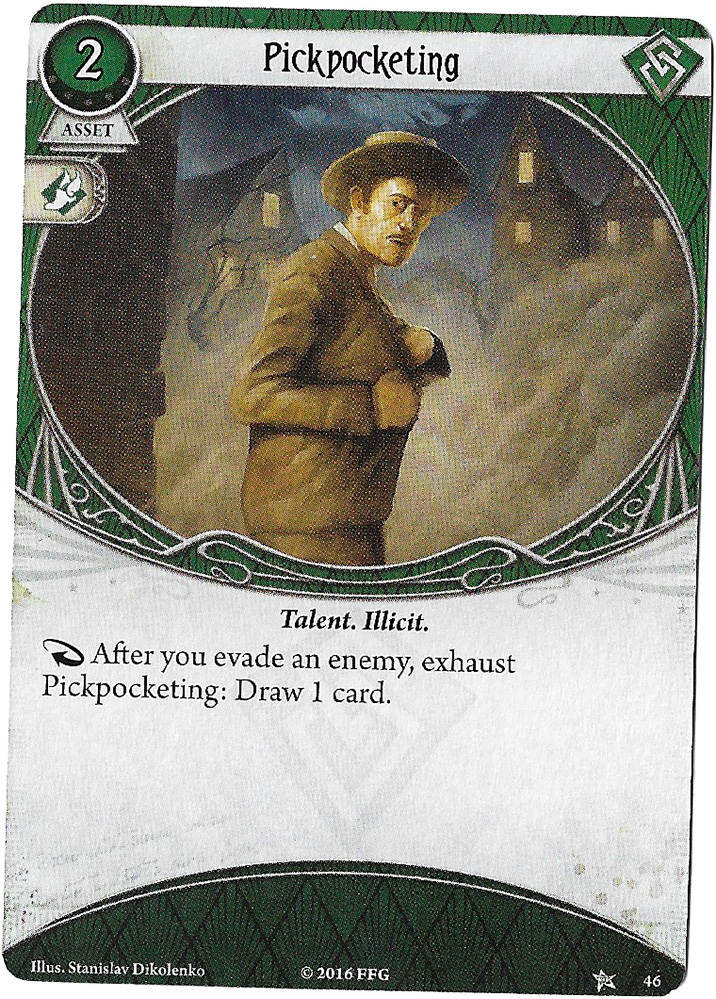 2
Pickpocketing
ASSET
Talent. Illicit.
After you evade an enemy, exhaust
Pickpocketing: Draw 1 card.
Illus. Stanislav Dikolenko
© 2016 FFG
46